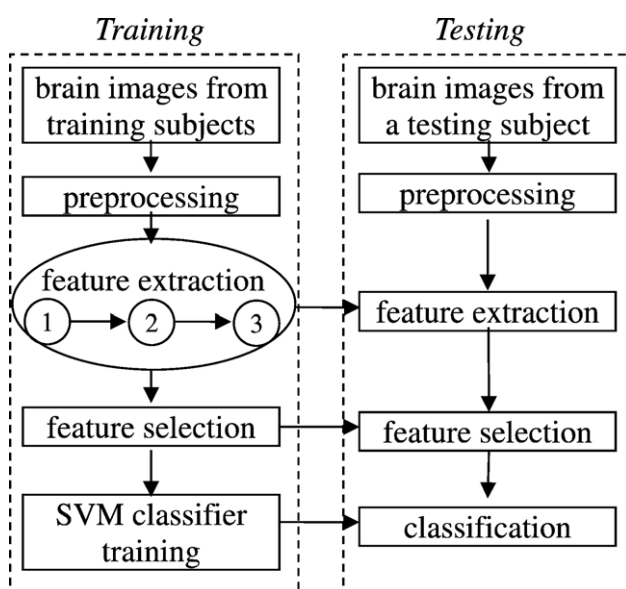 Training
brain images from
training subjects
preprocessing
feature extraction
1 2 3
feature selection
SVM classifier
training
Testing
brain images from
a testing subject
preprocessing
feature extraction
feature selection
classification